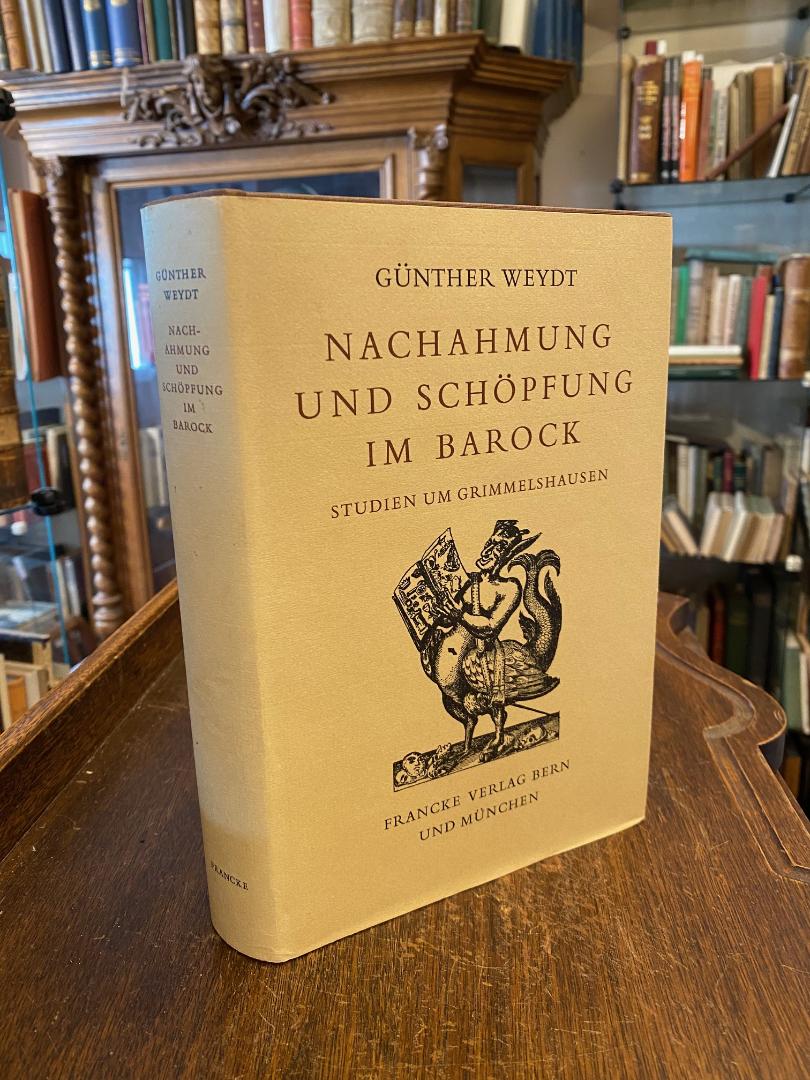 GÜNTHER
WEYDT
NACH-
AHMUNG
UND
SCHÖPFUNG
IM
BAROCK
FRANCKE
GÜNTHER WEYDT
NACHAHMUNG
UND SCHÖPFUNG
IM BAROCK
STUDIEN UM GRIMMELSHAUSEN
FRANCKE VERLAG BERN
UND MÜNCHEN